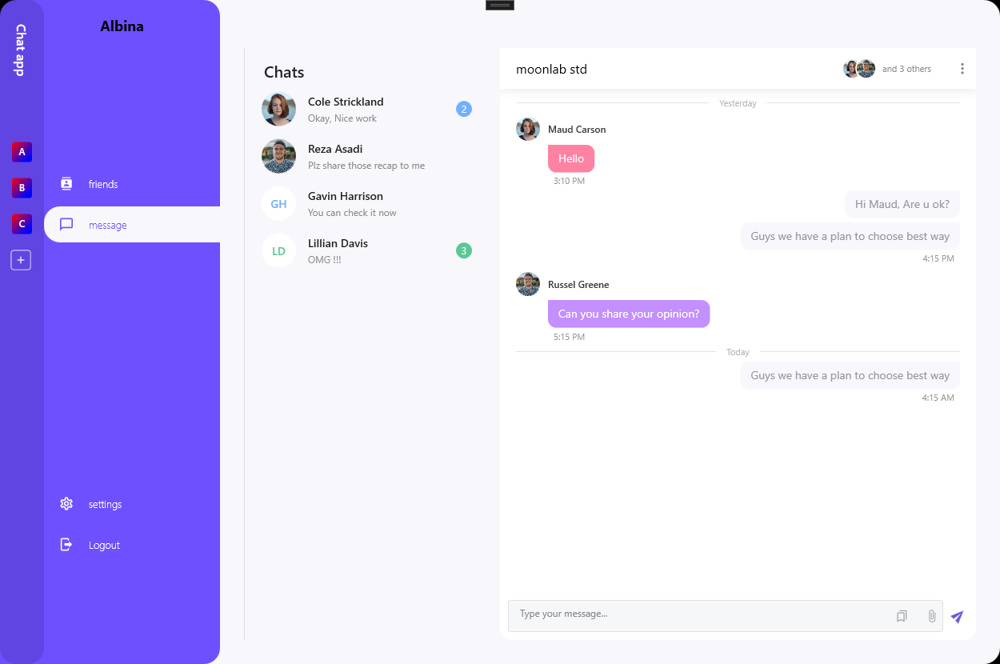 Chat app
A
B
C
+
Albina
friends
message
settings
Logout
Chats
Cole Strickland
Okay, Nice work
2
Reza Asadi
Plz share those recap to me
GH
Gavin Harrison
You can check it now
LD
Lillian Davis
OMG !!!
3
moonlab std
and 3 others
Yesterday
Maud Carson
Hello
3:10 PM
Hi Maud, Are u ok?
Guys we have a plan to choose best way
4:15 PM
Russel Greene
Can you share your opinion?
5:15 PM
Today
Guys we have a plan to choose best way
4:15 AM
Type your message...